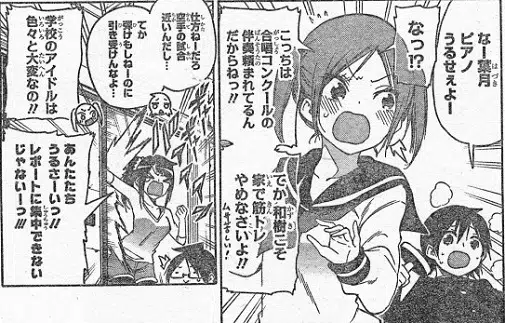 なー葉月
ピアノ
うるせぇよー
なっ!?
こっちは
合唱コンクールの
伴奏頼まれてるん
だからねっ!!
てか和樹こそ
家で筋トレ
やめなさいよ!!
仕方ねーだろ
空手の試合
近いんだし…
てか
弾けもしねーのに
引き受けんなよー!
学校のアイドルは
色々と大変なの!!
あんたたち
うるさーいっ!!
レポートに集中できない
じゃないーっ!!!